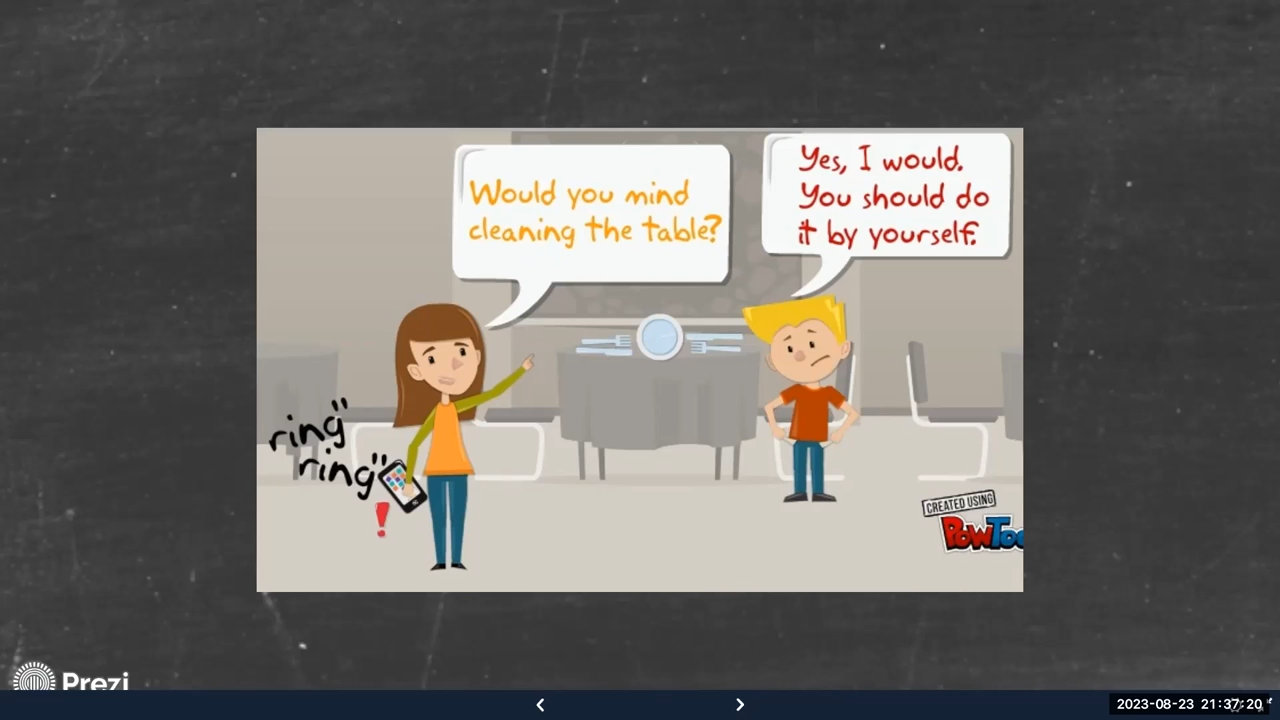 Would you mind
cleaning the table?
Yes, I would.
You should do
it by yourself.
ring"
ring"
!
CREATED USING
PowToo
Prezi
2023-08-23 21:37:20